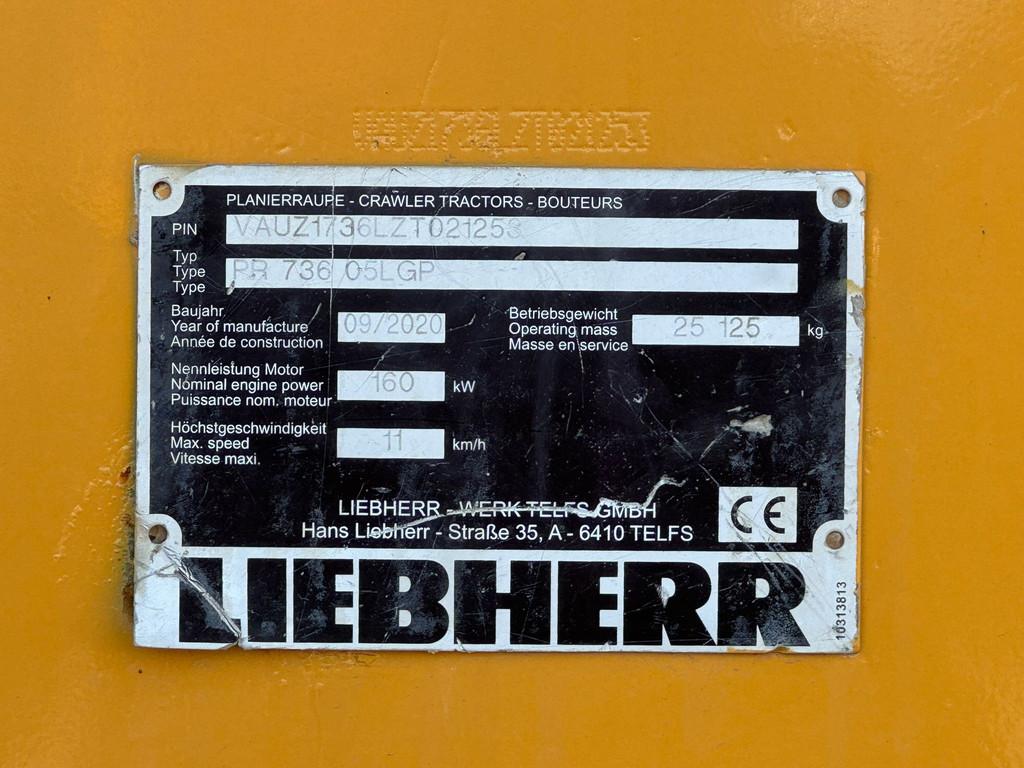 PLANIERRAUPE - CRAWLER TRACTORS - BOUTEURS
PIN VAUZ1736LZT021253
Typ
Type PR 736 05LGP
Type
Baujahr
Year of manufacture 09/2020
Année de construction
Betriebsgewicht
Operating mass 25 125 kg
Masse en service
Nennleistung Motor
Nominal engine power 160 kW
Puissance nom. moteur
Höchstgeschwindigkeit
Max. speed 11 km/h
Vitesse maxi.
LIEBHERR - WERK TELFS GMBH
Hans Liebherr - Straße 35, A - 6410 TELFS
CE
LIEBHERR
10313813